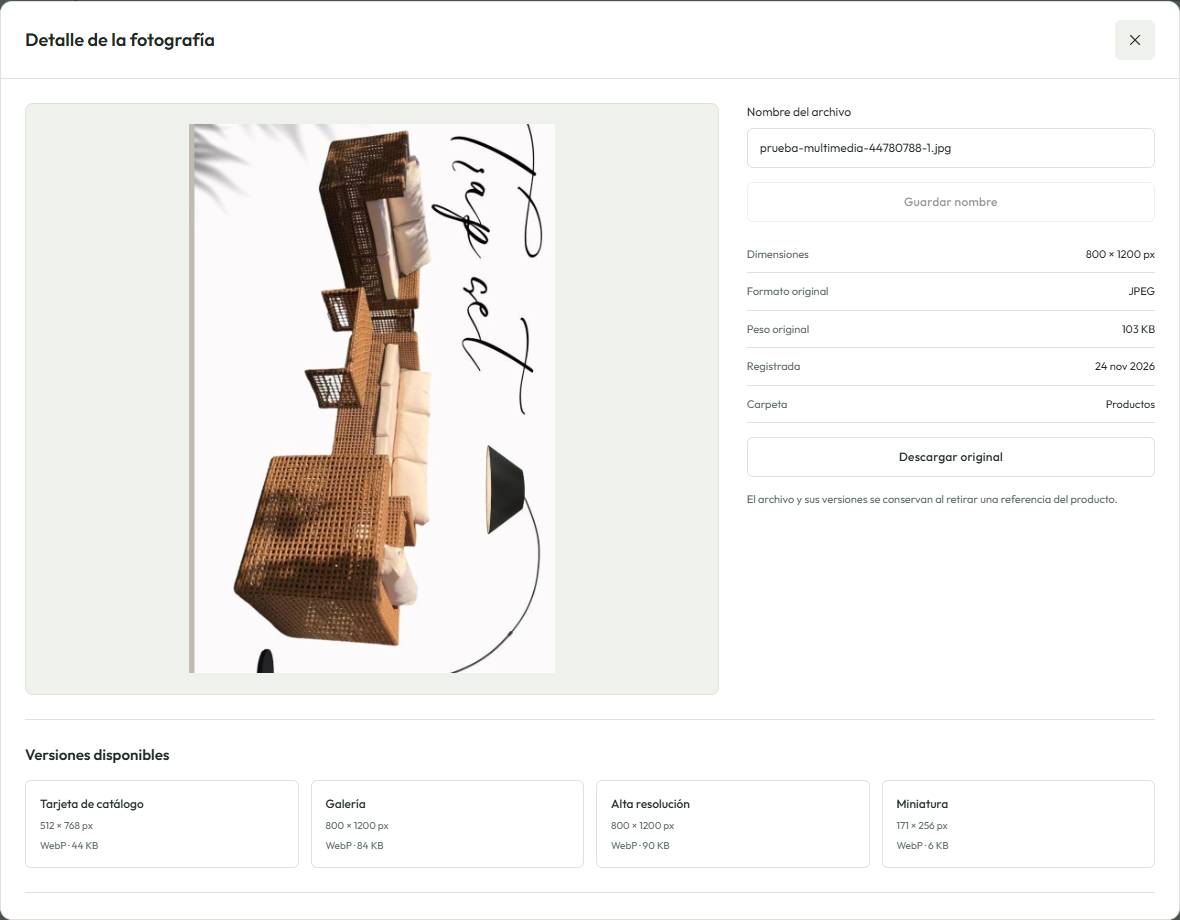 Detalle de la fotografía
Trap set
Nombre del archivo
prueba-multimedia-44780788-1.jpg
Guardar nombre
Dimensiones 800 × 1200 px
Formato original JPEG
Peso original 103 KB
Registrada 24 nov 2026
Carpeta Productos
Descargar original
El archivo y sus versiones se conservan al retirar una referencia del producto.
Versiones disponibles
Tarjeta de catálogo
512 × 768 px
WebP · 44 KB
Galería
800 × 1200 px
WebP · 84 KB
Alta resolución
800 × 1200 px
WebP · 90 KB
Miniatura
171 × 256 px
WebP · 6 KB